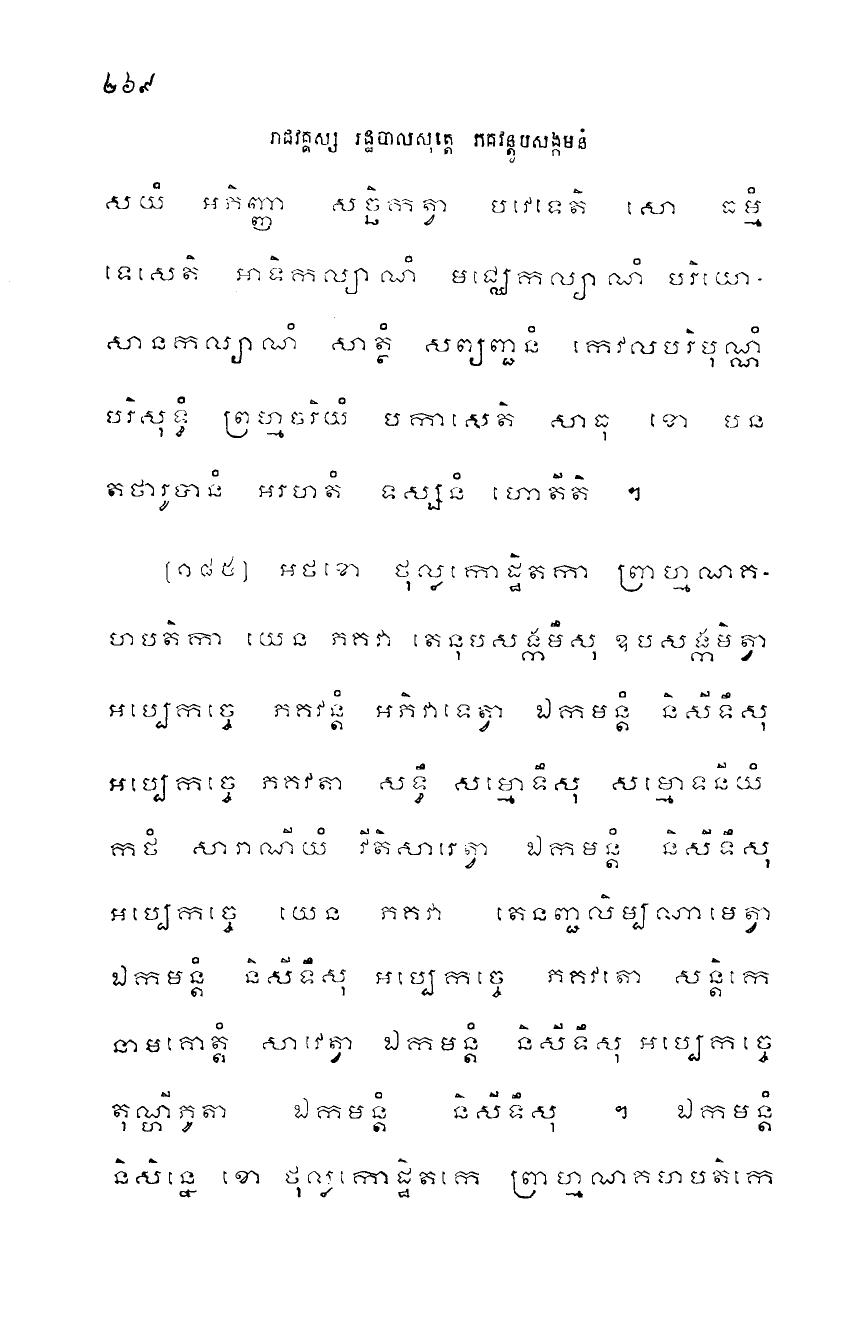 ២៦៩
រាជវគ្គស្ស រដ្ឋបាលសុត្តេ ភគវន្តូបសង្កមនំ
សយំ អភិញ្ញា សច្ឆិកត្វា បវេទេតិ សោ ធម្មំ
ទេសេតិ អាទិកល្យាណំ មជ្ឈេកល្យាណំ បរិយោ-
សានកល្យាណំ សាត្ថំ សព្យញ្ជនំ កេវលបរិបុណ្ណំ
បរិសុទ្ធំ ព្រហ្មចរិយំ បកាសេតិ សាធុ ខោ បន
តថារូបានំ អរហតំ ទស្សនំ ហោតីតិ ។
[១៨៥] អថខោ ថុល្លកោដ្ឋិតកា ព្រាហ្មណគ-
ហបតិកា យេន ភគវា តេនុបសង្កមឹសុ ឧបសង្កមិត្វា
អប្បេកច្ចេ ភគវន្តំ អភិវាទេត្វា ឯកមន្តំ និសីទឹសុ
អប្បេកច្ចេ ភគវតា សទ្ធឹ សម្មោទឹសុ សម្មោទនីយំ
កថំ សារាណីយំ វីតិសារេត្វា ឯកមន្តំ និសីទឹសុ
អប្បេកច្ចេ យេន ភគវា តេនញ្ជលិម្បណាមេត្វា
ឯកមន្តំ និសីទឹសុ អប្បេកច្ចេ ភគវតោ សន្តិកេ
នាមគោត្តំ សាវេត្វា ឯកមន្តំ និសីទឹសុ អប្បេកច្ចេ
តុណ្ហីភូតា ឯកមន្តំ និសីទឹសុ ។ ឯកមន្តំ
និសិន្នេ ខោ ថុល្លកោដ្ឋិតកេ ព្រាហ្មណគហបតិកេ